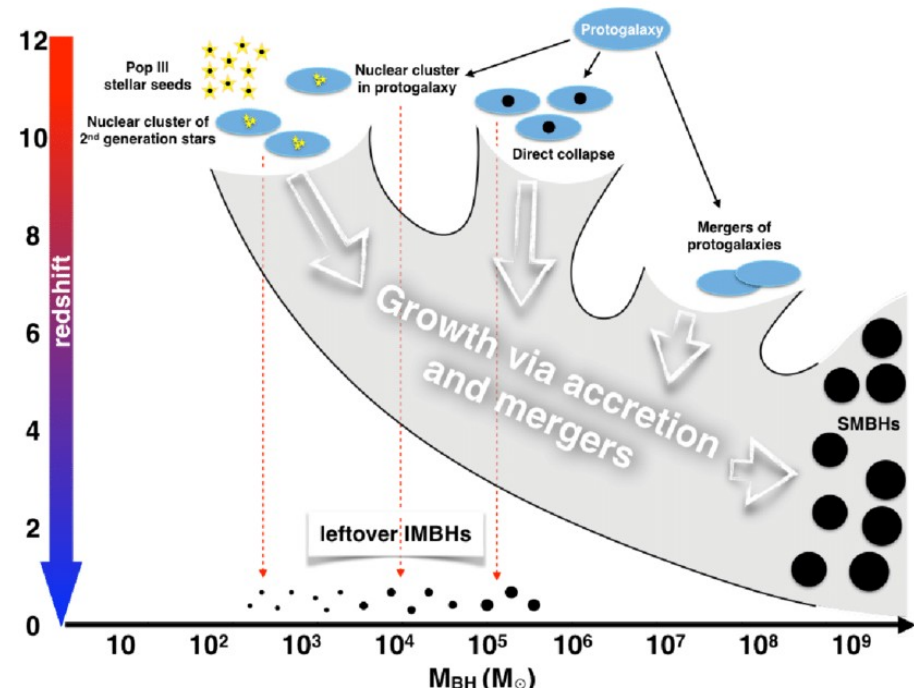 12
10
8
6
4
2
0
redshift
Pop III
stellar seeds
Nuclear cluster of
2nd generation stars
Nuclear cluster
in protogalaxy
Protogalaxy
Direct collapse
Mergers of
protogalaxies
Growth via accretion
and mergers
SMBHs
leftover IMBHs
10 10² 10³ 10⁴ 10⁵ 10⁶ 10⁷ 10⁸ 10⁹
MBH (M☉)